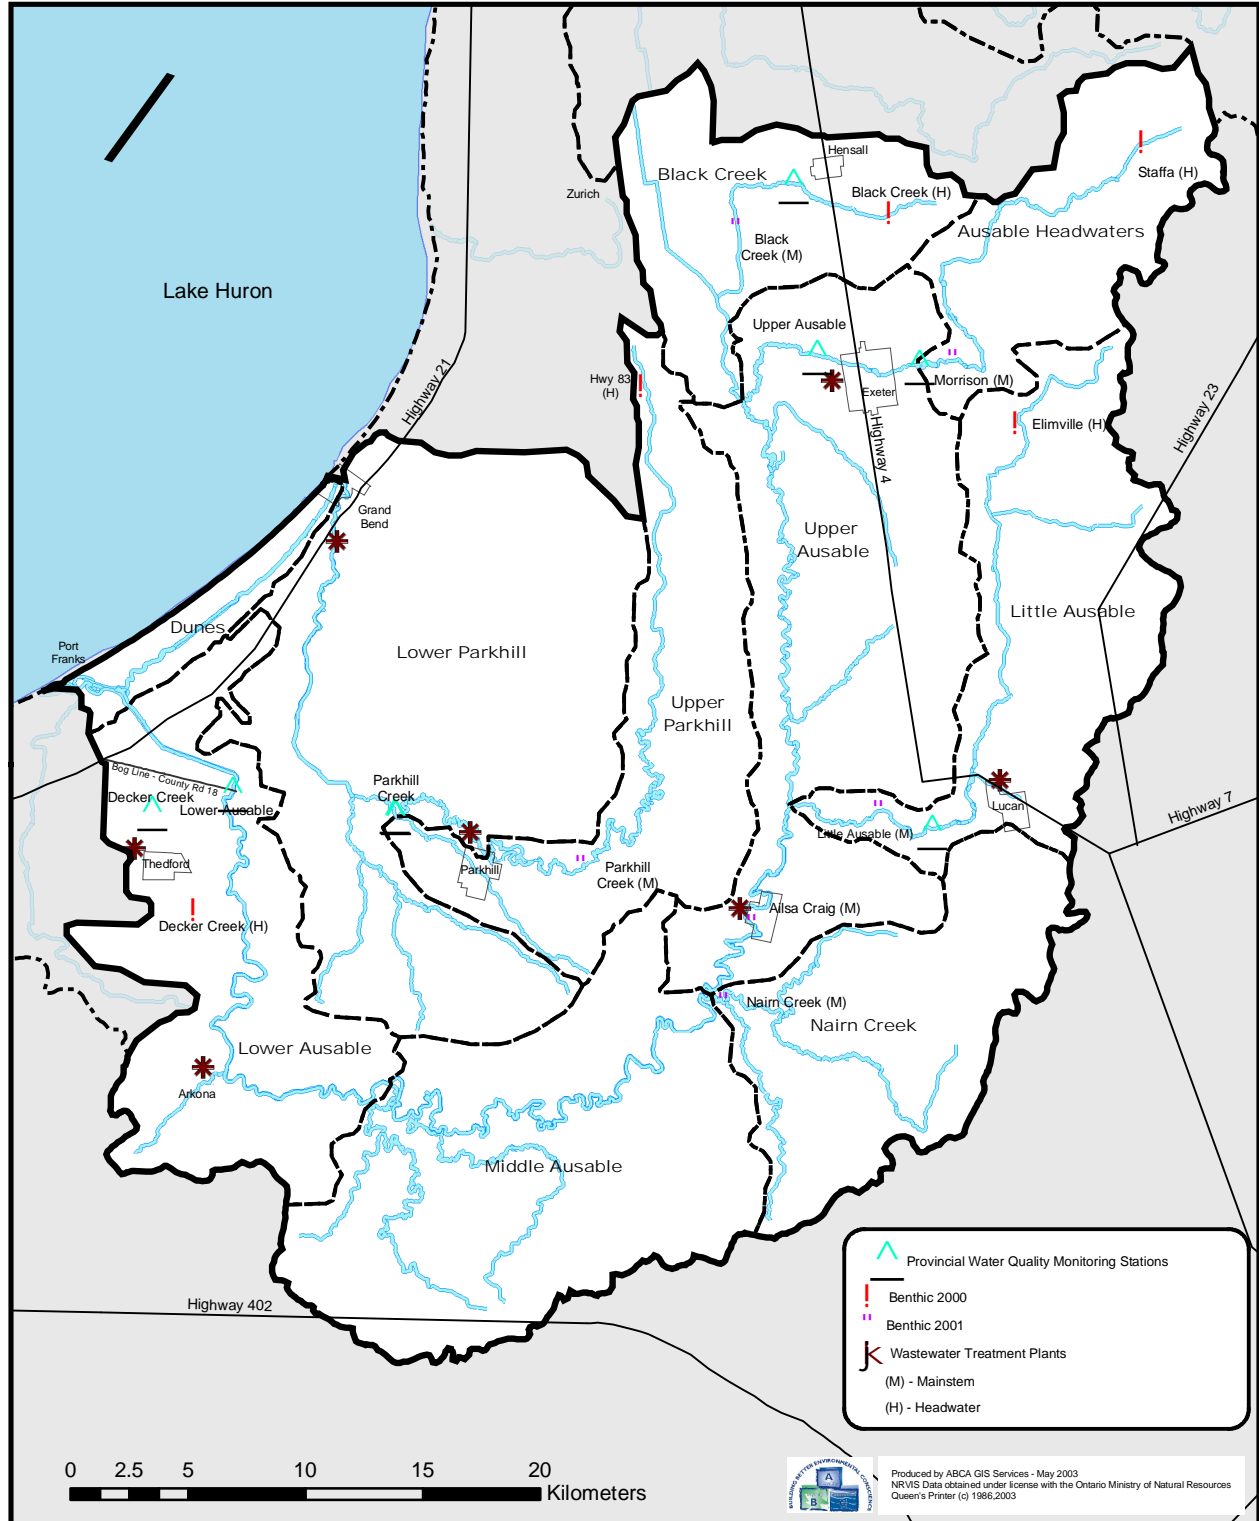 Hensall
Black Creek
Staffa (H)
Zurich
Black Creek (H)
Ausable Headwaters
Black
Creek (M)
Lake Huron
Upper Ausable
Highway 21
Hwy 83
(H)
Morrison (M)
Exeter
Highway 23
Elimville (H)
Highway 4
Grand
Bend
Upper
Ausable
Little Ausable
Dunes
Port
Franks
Lower Parkhill
Upper
Parkhill
Bog Line - County Rd 18
Parkhill
Creek
Decker Creek
Lower Ausable
Lucan
Highway 7
Little Ausable (M)
Thedford
Parkhill
Parkhill
Creek (M)
Ailsa Craig (M)
Decker Creek (H)
Nairn Creek (M)
Nairn Creek
Lower Ausable
Arkona
Middle Ausable
Highway 402
Provincial Water Quality Monitoring Stations
! Benthic 2000
" Benthic 2001
jk Wastewater Treatment Plants
(M) - Mainstem
(H) - Headwater
0 2.5 5 10 15 20
Kilometers
BUILDING BETTER ENVIRONMENTAL CONSCIENCE
A
B
Produced by ABCA GIS Services - May 2003
NRVIS Data obtained under license with the Ontario Ministry of Natural Resources
Queen's Printer (c) 1986,2003